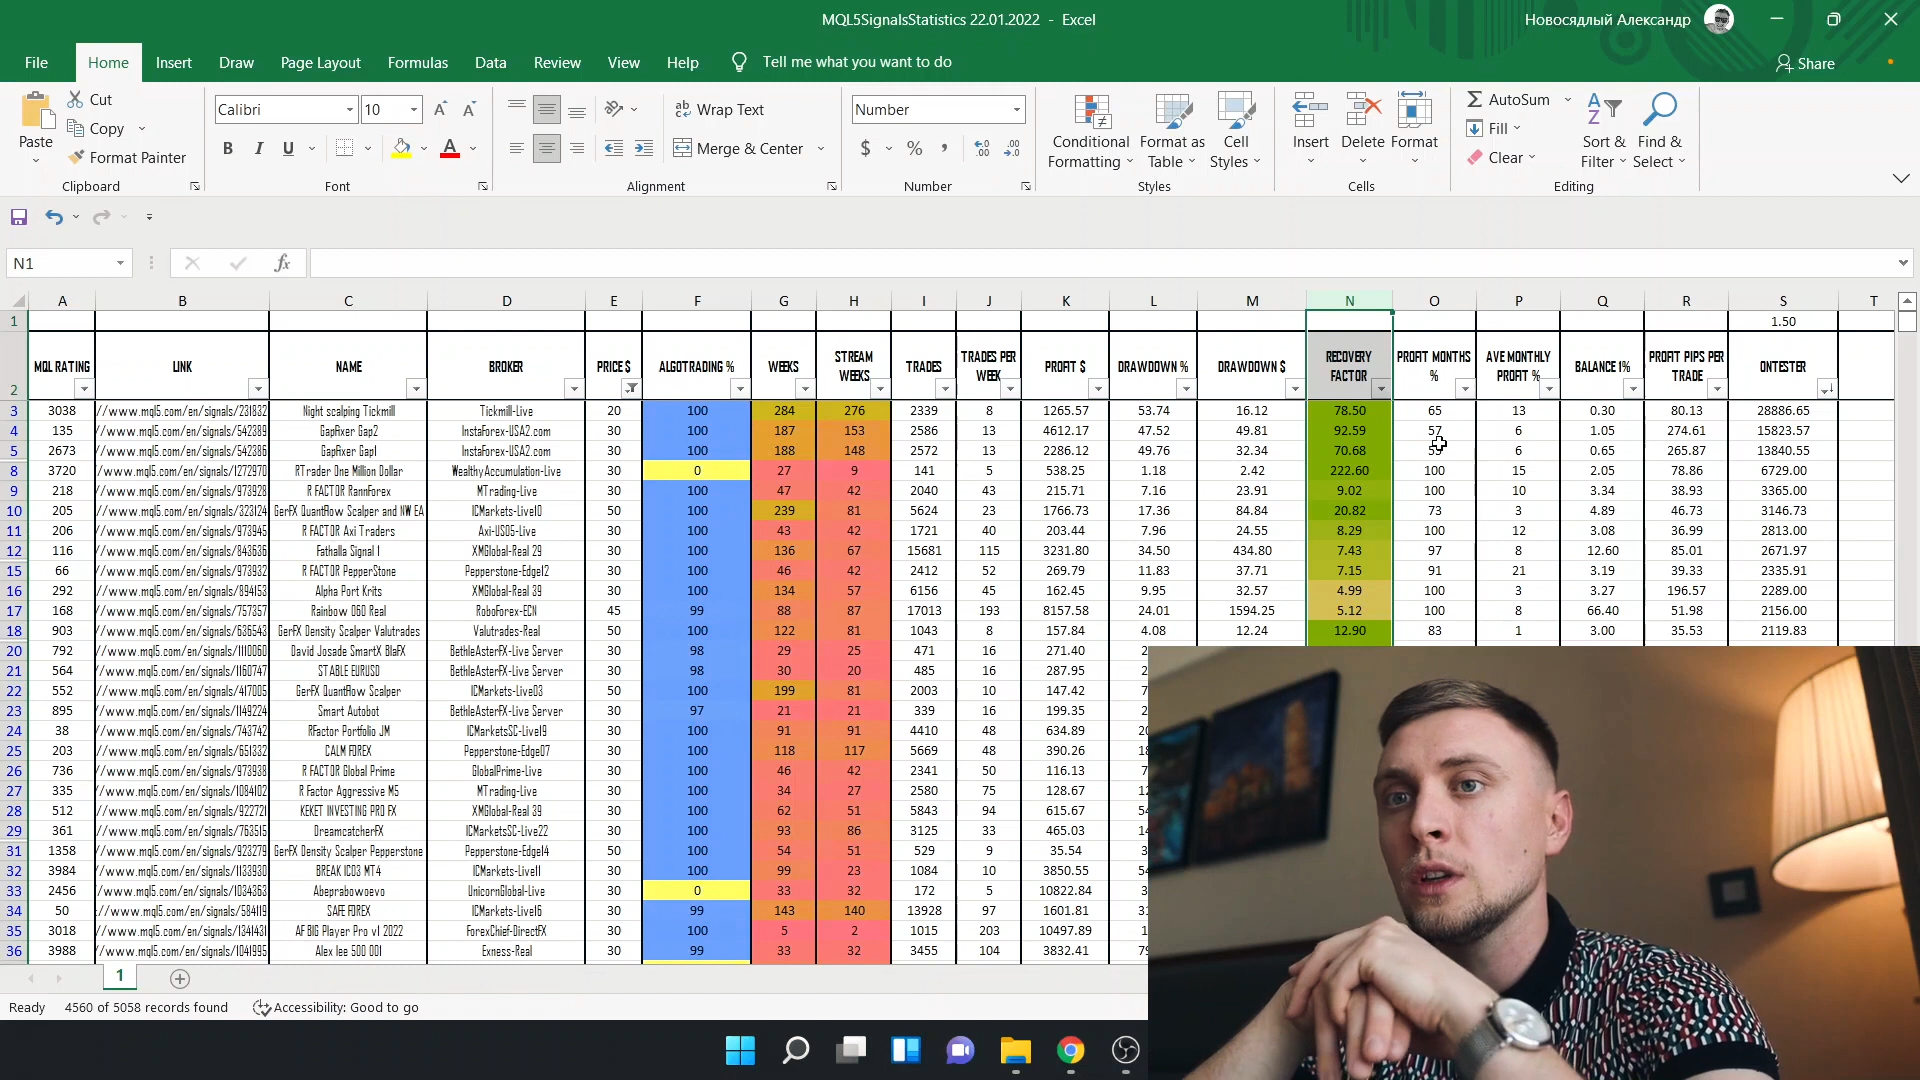 MQL5SignalsStatistics 22.01.2022 - Excel
Новосядлый Александр
File Home Insert Draw Page Layout Formulas Data Review View Help Tell me what you want to do Share
Paste Cut Copy Format Painter Clipboard
Calibri 10 B I U Font
Wrap Text Merge & Center Alignment
Number $ % , Number
Conditional Formatting Format as Table Cell Styles Styles
Insert Delete Format Cells
AutoSum Fill Clear Sort & Filter Find & Select Editing
N1 fx
A B C D E F G H I J K L M N O P Q R S T
1 1.50
2 MQL RATING LINK NAME BROKER PRICE $ ALGOTRADING % WEEKS STREAM WEEKS TRADES TRADES PER WEEK PROFIT $ DRAWDOWN % DRAWDOWN $ RECOVERY FACTOR PROFIT MONTHS % AVE MONTHLY PROFIT % BALANCE 1% PROFIT PIPS PER TRADE ONTESTER
3 3038 //www.mql5.com/en/signals/231832 Night scalping Tickmill Tickmill-Live 20 100 284 276 2339 8 1265.57 53.74 16.12 78.50 65 13 0.30 80.13 28886.65
4 135 //www.mql5.com/en/signals/542389 GapAxer Gap2 InstaForex-USA2.com 30 100 187 153 2586 13 4612.17 47.52 49.81 92.59 57 6 1.05 274.61 15823.57
5 2673 //www.mql5.com/en/signals/542386 GapAxer Gap1 InstaForex-USA2.com 30 100 188 148 2572 13 2286.12 49.76 32.34 70.68 6 0.65 265.87 13840.55
8 3720 //www.mql5.com/en/signals/1272970 RTrader One Million Dollar WealthyAccumulation-Live 30 0 27 9 141 5 538.25 1.18 2.42 222.60 100 15 2.05 78.86 6729.00
9 218 //www.mql5.com/en/signals/973928 R FACTOR RannForex MTrading-Live 30 100 47 42 2040 43 215.71 7.16 23.91 9.02 100 10 3.34 38.93 3365.00
10 205 //www.mql5.com/en/signals/323124 GerFX Quantflow Scalper and NW EA ICMarkets-Live10 50 100 239 81 5624 23 1766.73 17.36 84.84 20.82 73 3 4.89 46.73 3146.73
11 206 //www.mql5.com/en/signals/973945 R FACTOR Axi Traders Axi-US05-Live 30 100 43 42 1721 40 203.44 7.96 24.55 8.29 100 12 3.08 36.99 2813.00
12 116 //www.mql5.com/en/signals/843636 Fathalla Signal 1 XMGlobal-Real 29 30 100 136 67 15681 115 3231.80 34.50 434.80 7.43 97 8 12.60 85.01 2671.97
15 66 //www.mql5.com/en/signals/973932 R FACTOR PepperStone Pepperstone-Edge12 30 100 46 42 2412 52 269.79 11.83 37.71 7.15 91 21 3.19 39.33 2335.91
16 292 //www.mql5.com/en/signals/894153 Alpha Port Krits XMGlobal-Real 39 30 100 134 57 6156 45 162.45 9.95 32.57 4.99 100 3 3.27 196.57 2289.00
17 168 //www.mql5.com/en/signals/757357 Rainbow 060 Real RoboForex-ECN 45 99 88 87 17013 193 8157.58 24.01 1594.25 5.12 100 8 66.40 51.98 2156.00
18 903 //www.mql5.com/en/signals/636543 GerFX Density Scalper Valutrades Valutrades-Real 50 100 122 81 1043 8 157.84 4.08 12.24 12.90 83 1 3.00 35.53 2119.83
20 792 //www.mql5.com/en/signals/1110060 David Josade SmartX BlaFX BethleAsterFX-Live Server 30 98 29 25 471 16 271.40 2
21 564 //www.mql5.com/en/signals/1160747 STABLE EURUSD BethleAsterFX-Live Server 30 98 30 20 485 16 287.95 2
22 552 //www.mql5.com/en/signals/417005 GerFX Quantflow Scalper ICMarkets-Live03 50 100 199 81 2003 10 147.42 7
23 895 //www.mql5.com/en/signals/1149224 Smart Autobot BethleAsterFX-Live Server 30 97 21 21 339 16 199.35 2
24 38 //www.mql5.com/en/signals/743742 RFactor Portfolio JM ICMarketsSC-Live19 30 100 91 91 4410 48 634.89 20
25 203 //www.mql5.com/en/signals/651332 CALM FOREX Pepperstone-Edge07 30 100 118 117 5669 48 390.26 18
26 736 //www.mql5.com/en/signals/973938 R FACTOR Global Prime GlobalPrime-Live 30 100 46 42 2341 50 116.13 7
27 335 //www.mql5.com/en/signals/1084102 R Factor Aggressive M5 MTrading-Live 30 100 34 27 2580 75 128.67 12
28 512 //www.mql5.com/en/signals/922721 KEKET INVESTING PRO FX XMGlobal-Real 39 30 100 62 51 5843 94 615.67 51
29 361 //www.mql5.com/en/signals/763515 DreamcatcherFX ICMarketsSC-Live22 30 100 93 86 3125 33 465.03 14
31 1358 //www.mql5.com/en/signals/923279 GerFX Density Scalper Pepperstone Pepperstone-Edge14 50 100 54 51 529 9 35.54 3
32 3984 //www.mql5.com/en/signals/1133930 BREAK IC03 MT4 ICMarkets-Live11 30 100 99 23 1084 10 3850.55 54
33 2456 //www.mql5.com/en/signals/1034363 Abeprabowoevo UnicornGlobal-Live 30 0 33 32 172 5 10822.84 3
34 50 ://www.mql5.com/en/signals/584119 SAFE FOREX ICMarkets-Live16 30 99 143 140 13928 97 1601.81 31
35 3018 //www.mql5.com/en/signals/1341431 AF BIG Player Pro v1 2022 ForexChief-DirectFX 30 100 5 2 1015 203 10497.89 1
36 3988 //www.mql5.com/en/signals/1041995 Alex lee 500 001 Exness-Real 30 99 33 32 3455 104 3832.41 79
1
Ready 4560 of 5058 records found Accessibility: Good to go